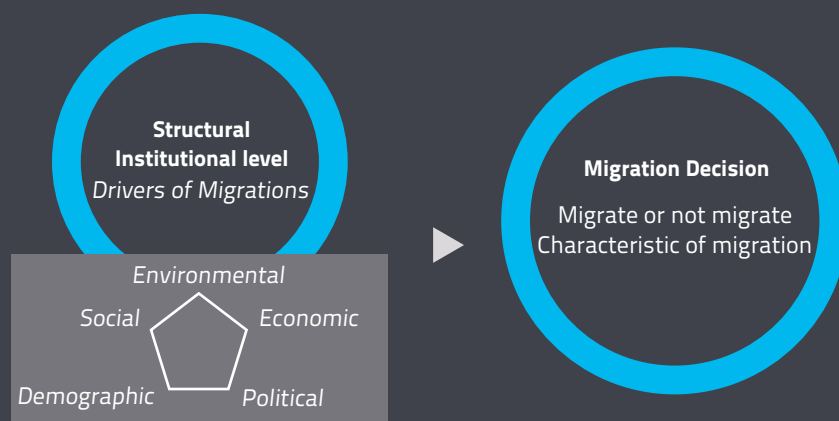 Structural
Institutional level
Drivers of Migrations
Environmental
Social
Economic
Demographic
Political
Migration Decision
Migrate or not migrate
Characteristic of migration